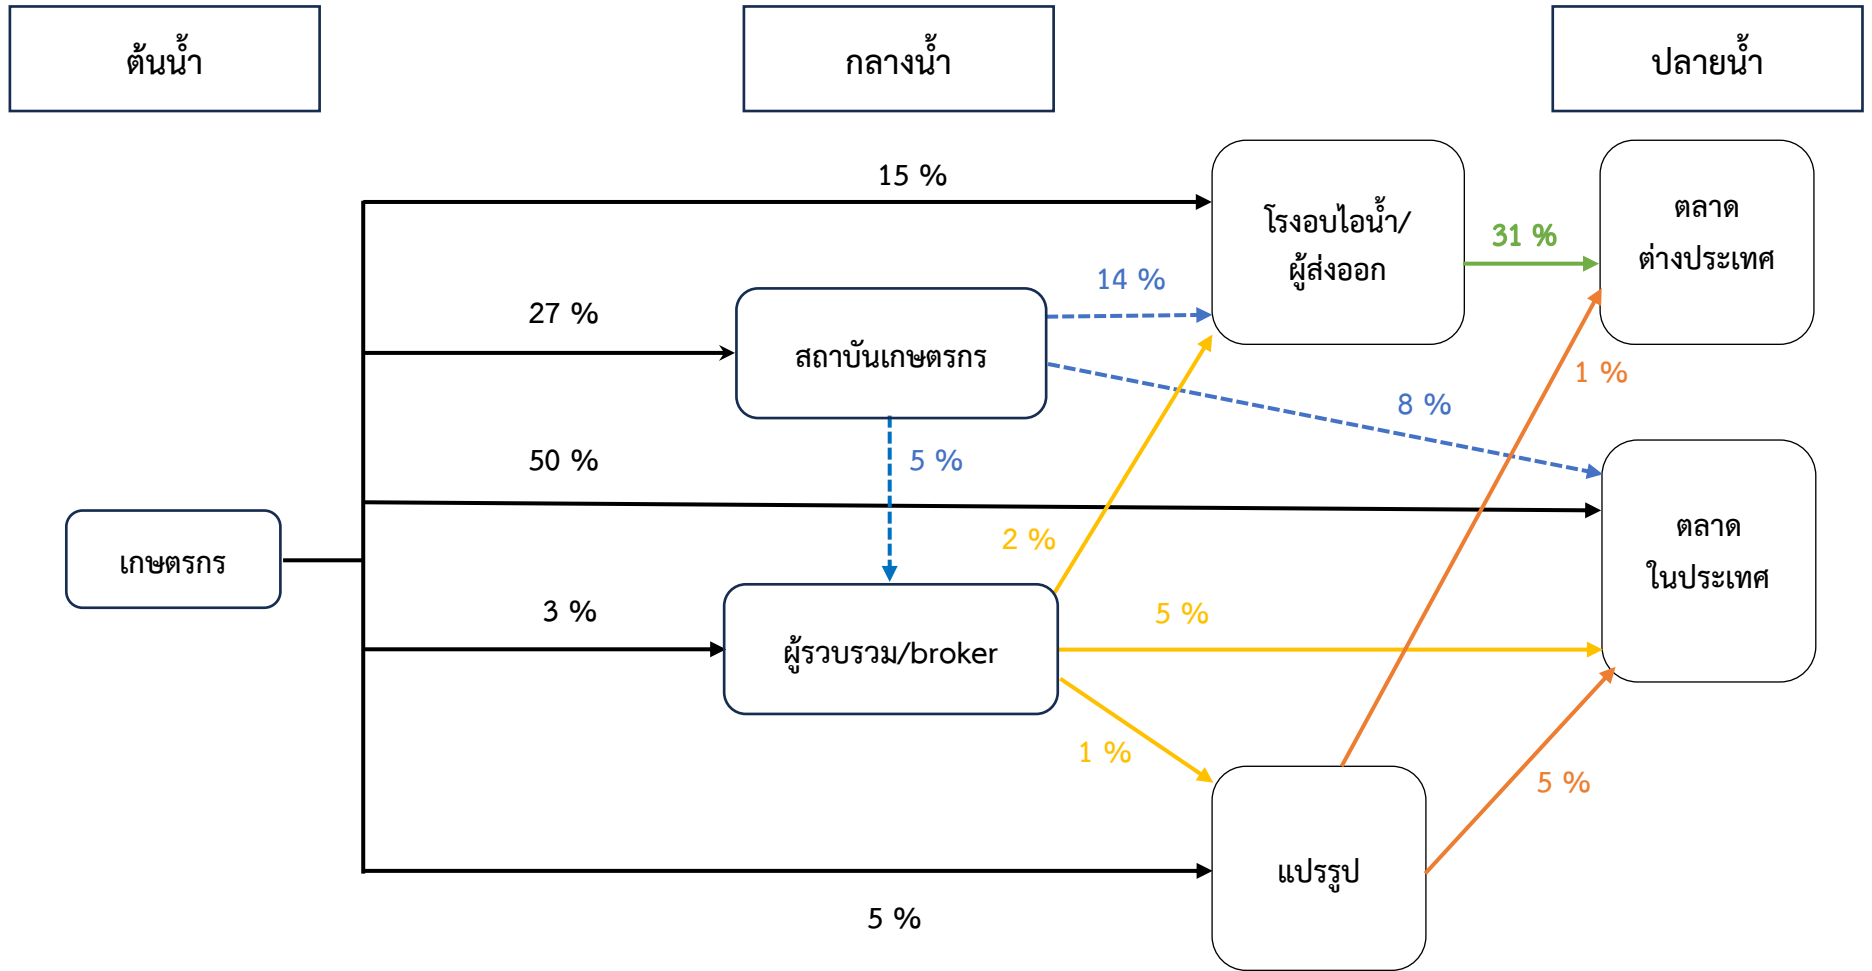 ต้นน้ำ
กลางน้ำ
ปลายน้ำ
15 %
โรงอบไอน้ำ/
ผู้ส่งออก
31 %
ตลาด
ต่างประเทศ
27 %
สถาบันเกษตรกร
14 %
1 %
8 %
50 %
5 %
2 %
ตลาด
ในประเทศ
เกษตรกร
3 %
ผู้รวบรวม/broker
5 %
1 %
5 %
แปรรูป
5 %